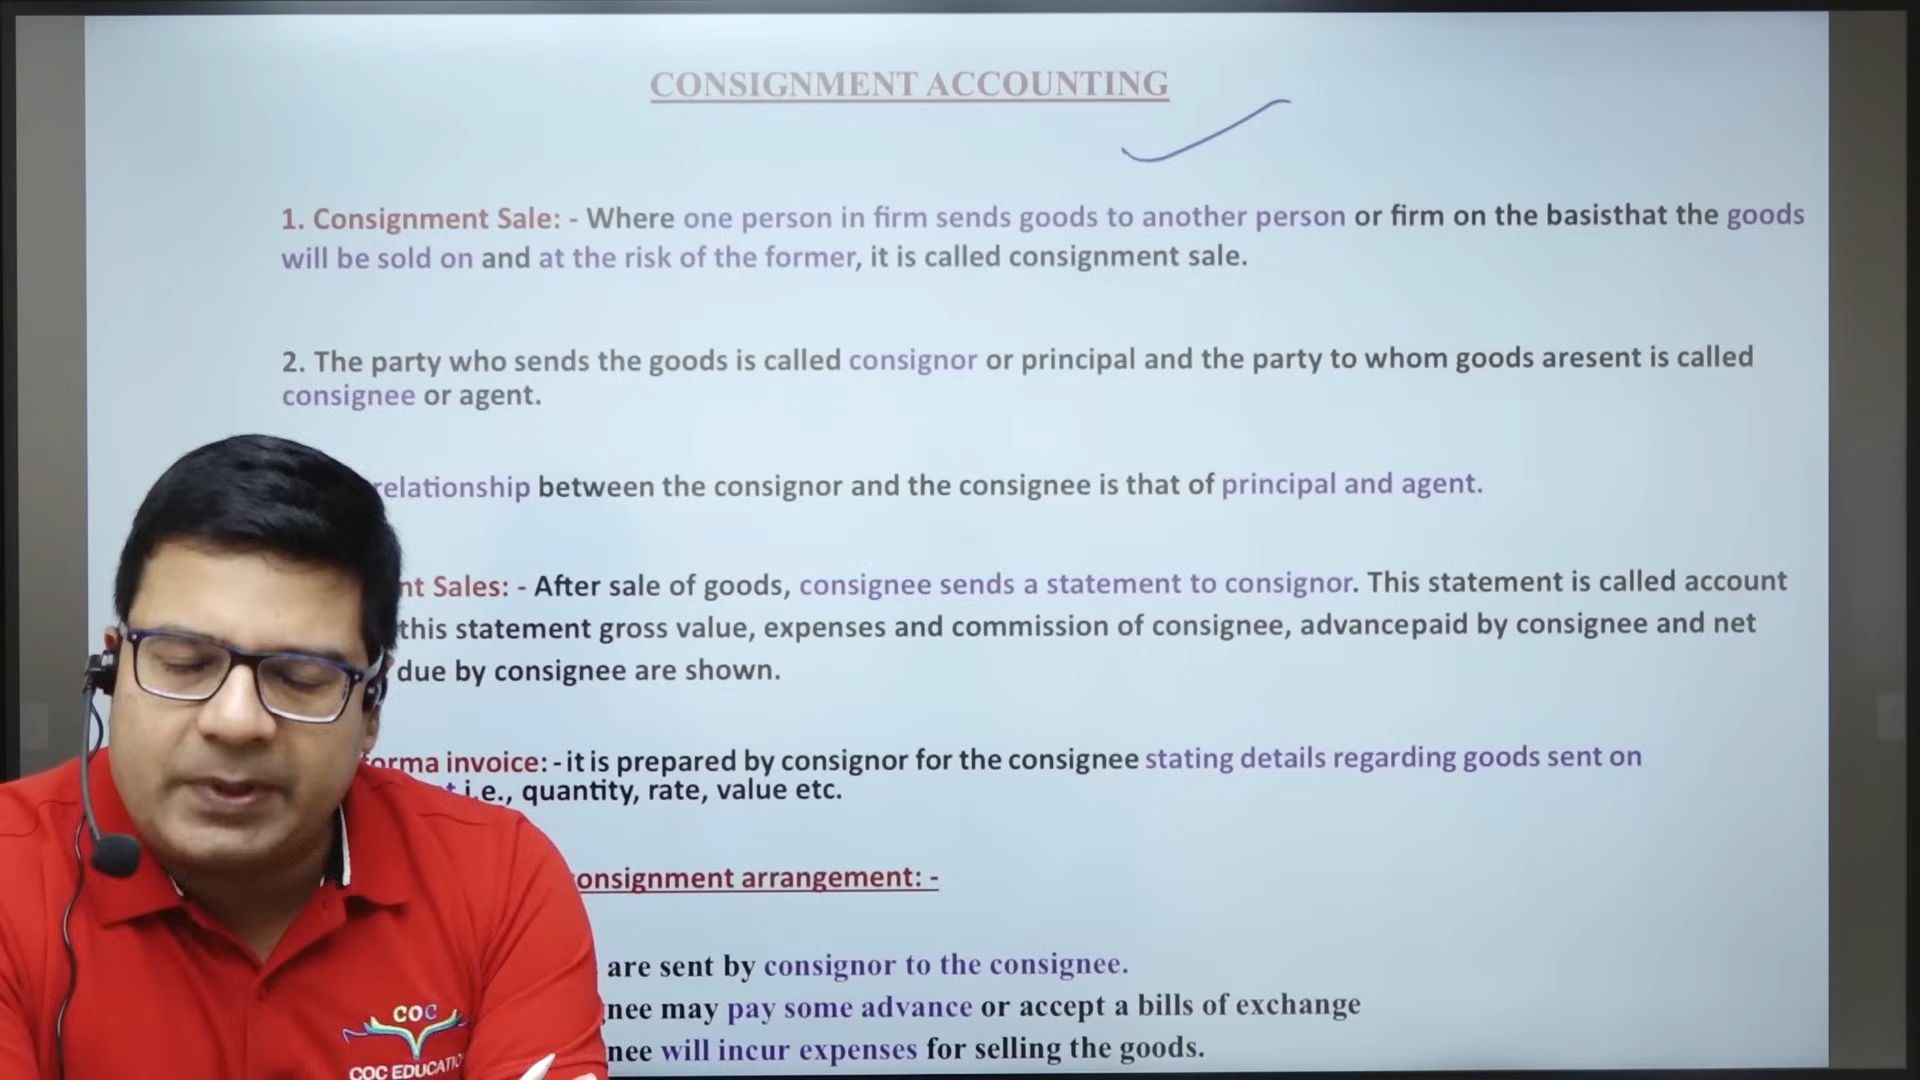 CONSIGNMENT ACCOUNTING
1. Consignment Sale: - Where one person in firm sends goods to another person or firm on the basisthat the goods
will be sold on and at the risk of the former, it is called consignment sale.
2. The party who sends the goods is called consignor or principal and the party to whom goods aresent is called
consignee or agent.
relationship between the consignor and the consignee is that of principal and agent.
nt Sales: - After sale of goods, consignee sends a statement to consignor. This statement is called account
this statement gross value, expenses and commission of consignee, advancepaid by consignee and net
due by consignee are shown.
orma invoice: - it is prepared by consignor for the consignee stating details regarding goods sent on
i.e., quantity, rate, value etc.
onsignment arrangement: -
are sent by consignor to the consignee.
nee may pay some advance or accept a bills of exchange
nee will incur expenses for selling the goods.
COC
COC EDUCATIO